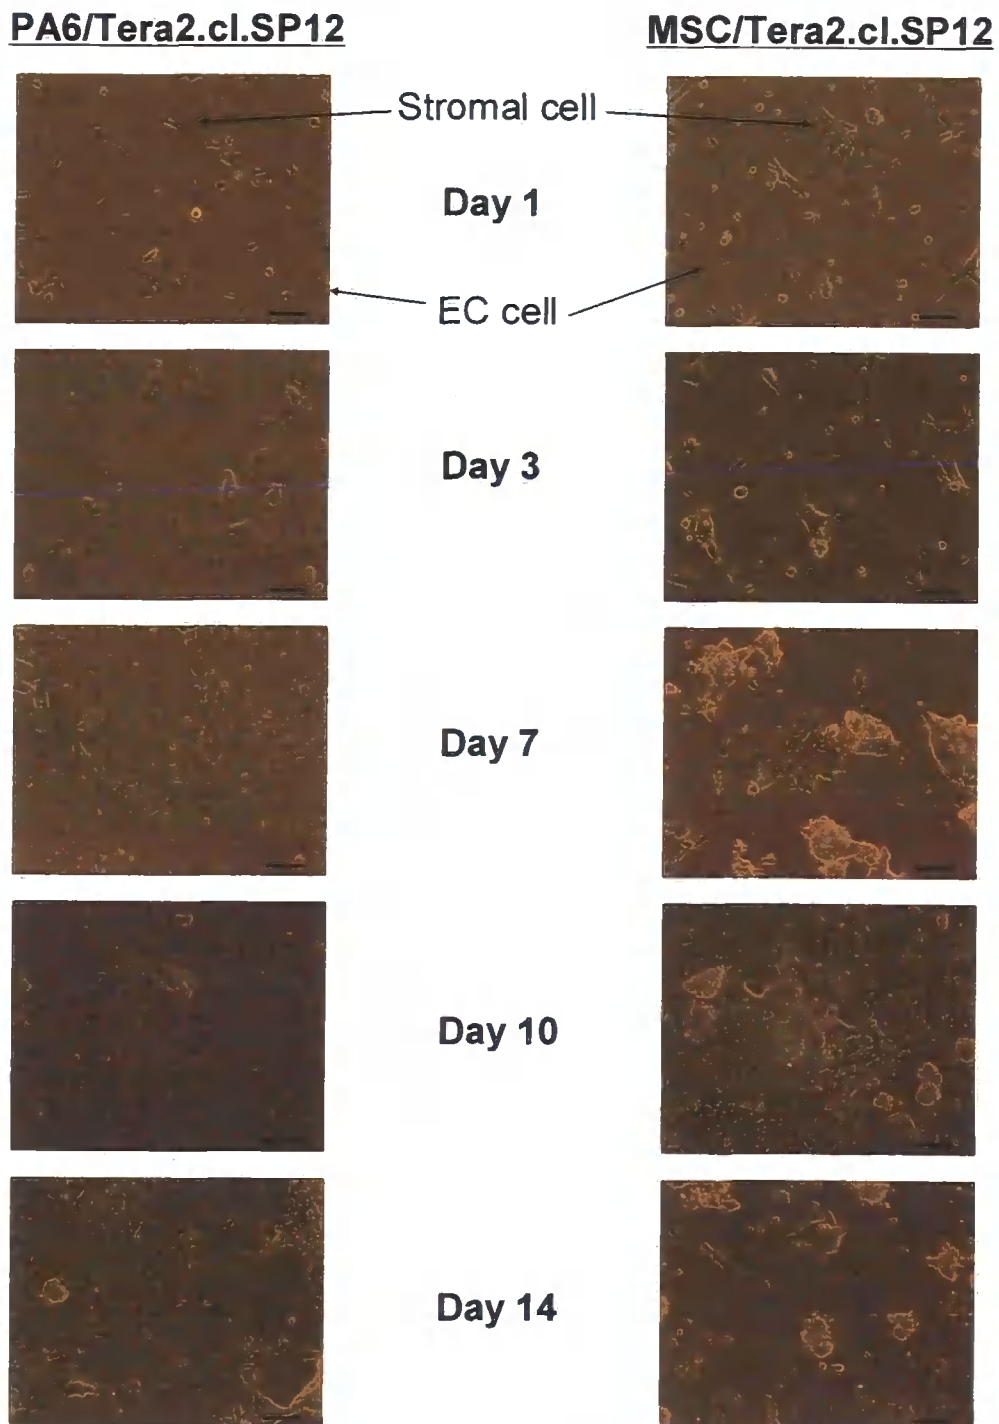 PA6/Tera2.cl.SP12
MSC/Tera2.cl.SP12
Stromal cell
Day 1
EC cell
Day 3
Day 7
Day 10
Day 14